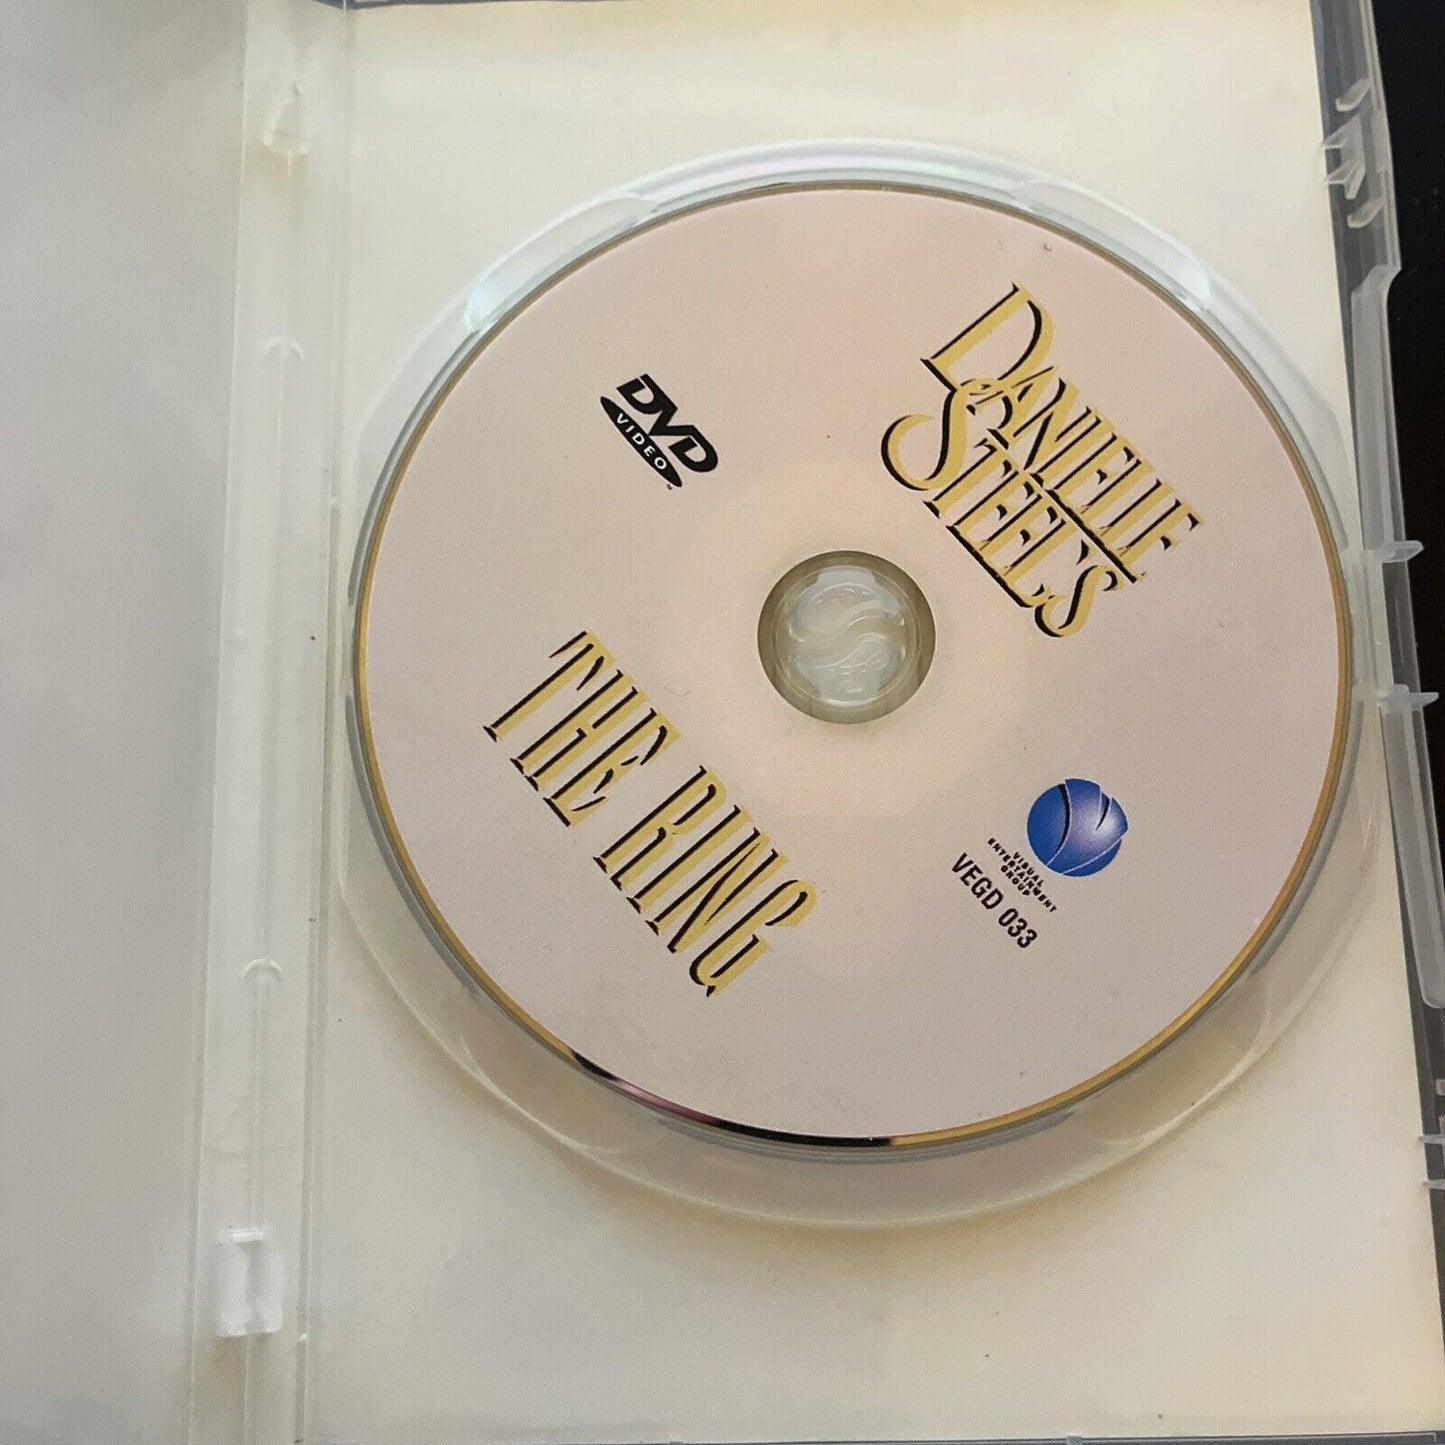 DANIELLE
STEEL'S
DVD
VIDEO
THE RING
VISUAL
ENTERTAINMENT
GROUP
VEGD 033